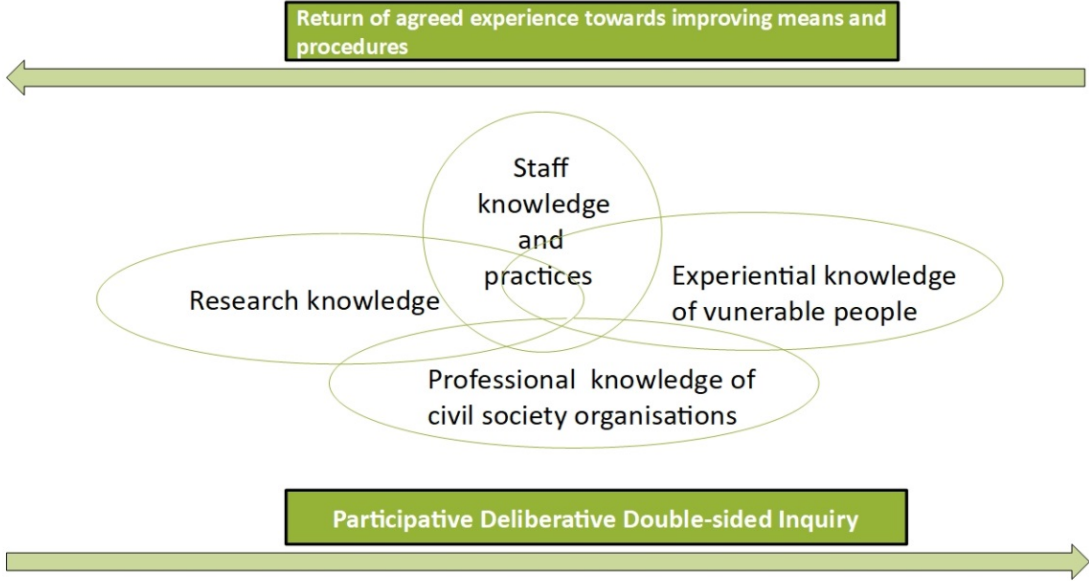 Return of agreed experience towards improving means and
procedures
Staff
knowledge
and
practices
Research knowledge
Experiential knowledge
of vunerable people
Professional knowledge of
civil society organisations
Participative Deliberative Double-sided Inquiry